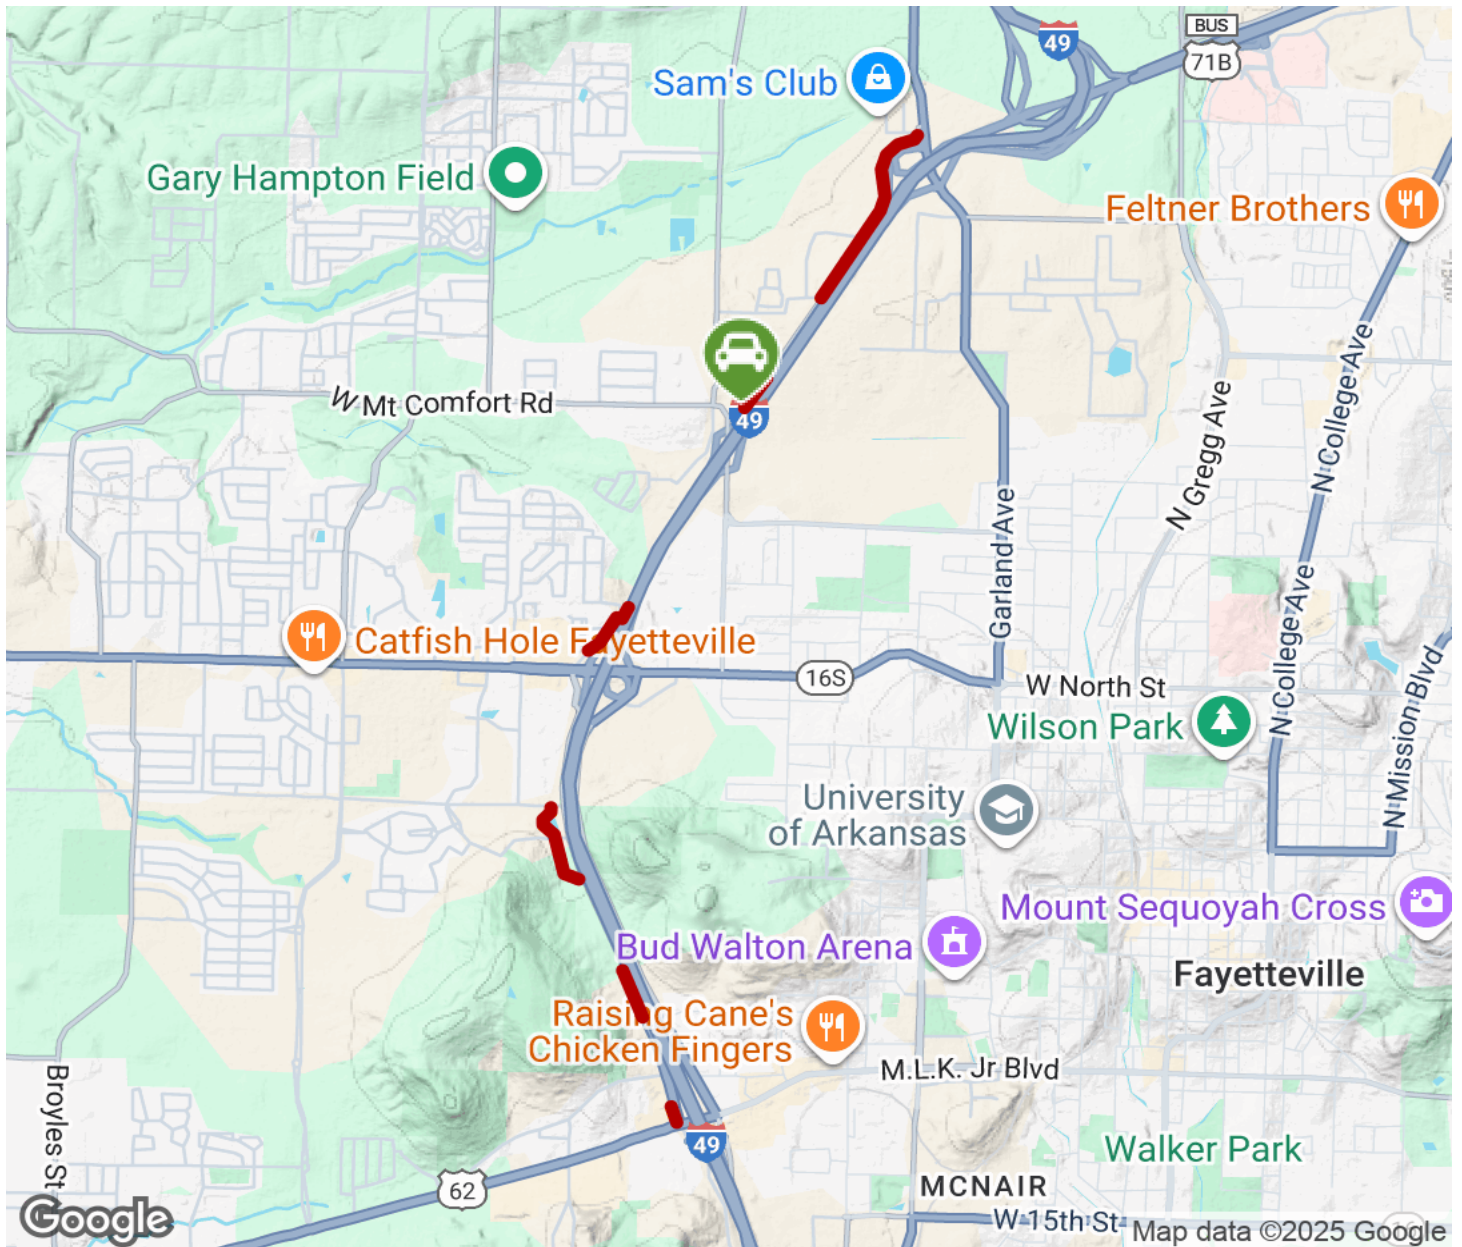 BUS
49
71B
Sam's Club
Gary Hampton Field
Feltner Brothers
W Mt Comfort Rd
49
N College Ave
N Gregg Ave
Garland Ave
N College Ave
Catfish Hole Fayetteville
16S
W North St
Wilson Park
N College Ave
N Mission Blvd
University
of Arkansas
Mount Sequoyah Cross
Bud Walton Arena
Fayetteville
Raising Cane's
Chicken Fingers
M.L.K. Jr Blvd
Broyles St
49
Walker Park
62
MCNAIR
W 15th St
Google
Map data ©2025 Google